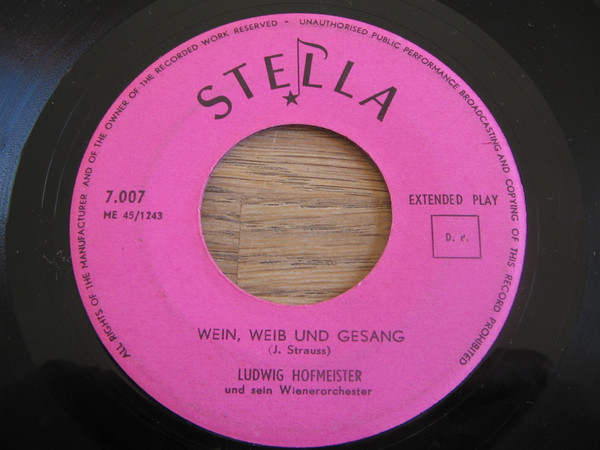 ALL RIGHTS OF THE MANUFACTURER AND OF THE OWNER OF THE RECORDED WORK RESERVED - UNAUTHORISED PUBLIC PERFORMANCE BROADCASTING AND COPYING OF THIS RECORD PROHIBITED
STELLA
7.007
ME 45/1243
EXTENDED PLAY
D. r.
WEIN, WEIB UND GESANG
(J. Strauss)
LUDWIG HOFMEISTER
und sein Wienerorchester